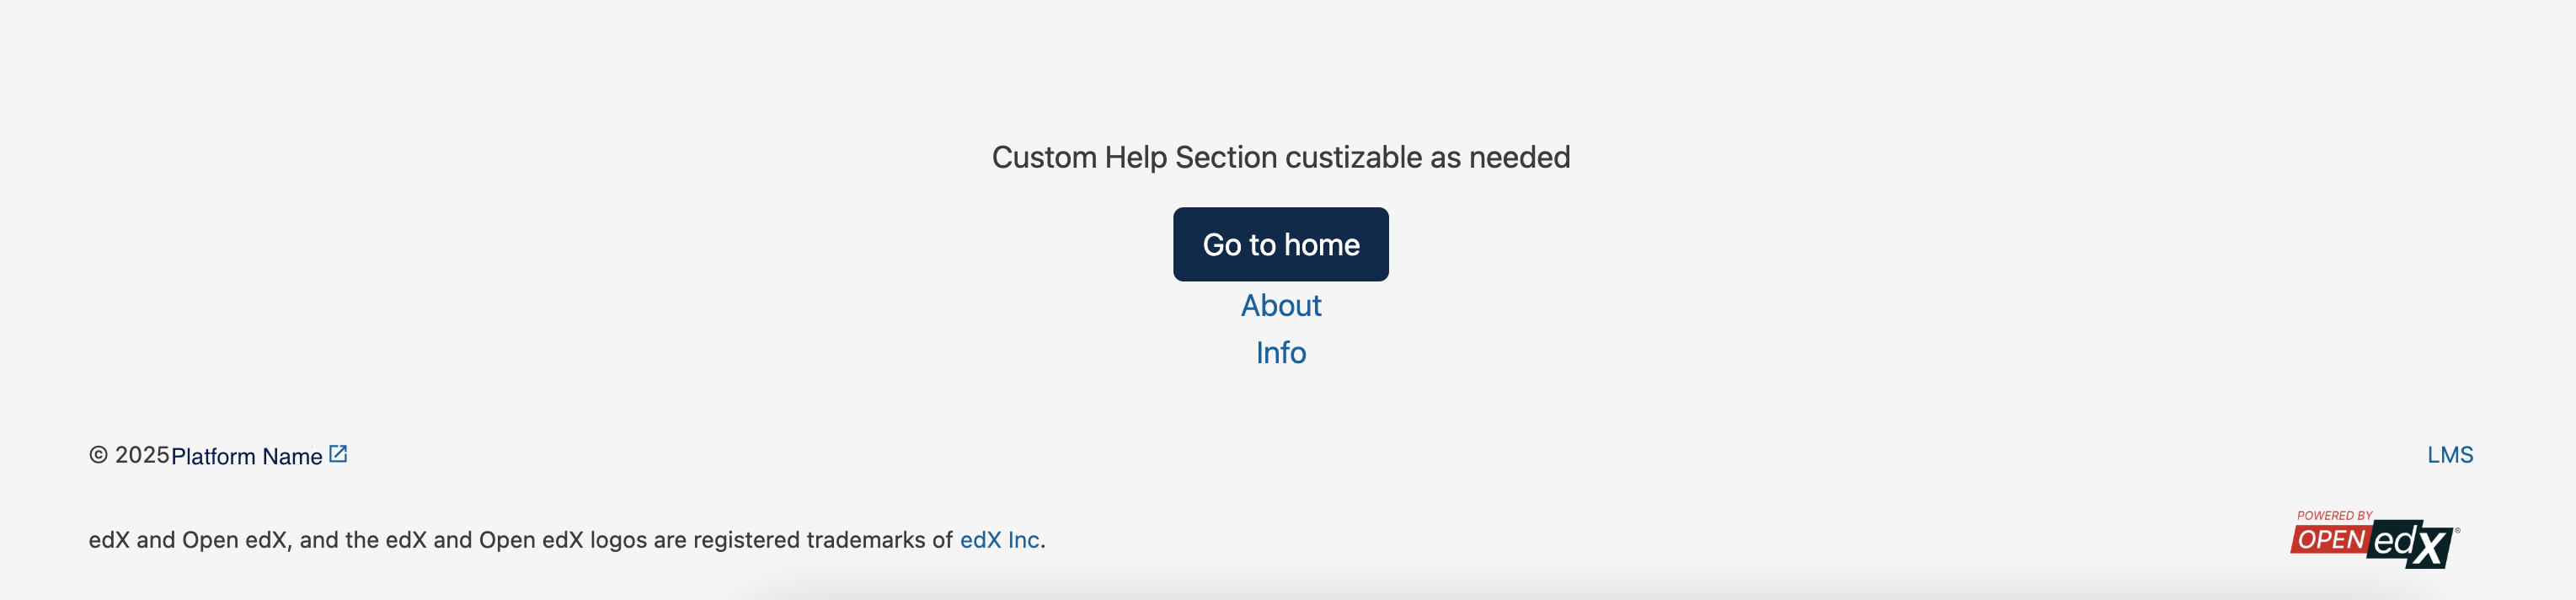 Custom Help Section custizable as needed
Go to home
About
Info
© 2025Platform Name
LMS
edX and Open edX, and the edX and Open edX logos are registered trademarks of edX Inc.
POWERED BY
OPEN edX®